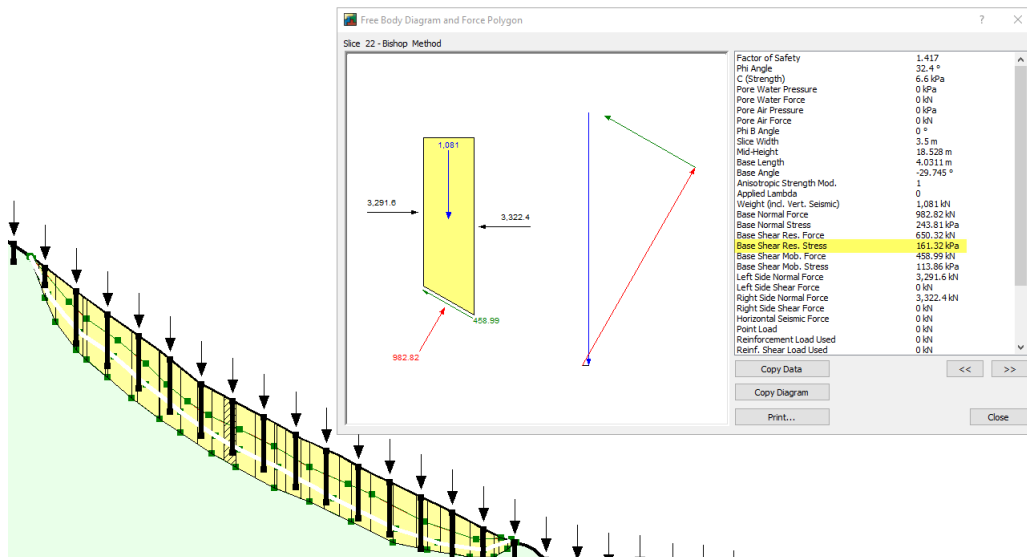 Free Body Diagram and Force Polygon
Slice 22 - Bishop Method
1,081
3,291.6
3,322.4
458.99
982.82
Factor of Safety 1.417
Phi Angle 32.4 °
C (Strength) 6.6 kPa
Pore Water Pressure 0 kPa
Pore Water Force 0 kN
Pore Air Pressure 0 kPa
Pore Air Force 0 kN
Phi B Angle 0 °
Slice Width 3.5 m
Mid-Height 18.528 m
Base Length 4.0311 m
Base Angle -29.745 °
Anisotropic Strength Mod. 1
Applied Lambda 0
Weight (incl. Vert. Seismic) 1,081 kN
Base Normal Force 982.82 kN
Base Normal Stress 243.81 kPa
Base Shear Res. Force 650.32 kN
Base Shear Res. Stress 161.32 kPa
Base Shear Mob. Force 458.99 kN
Base Shear Mob. Stress 113.86 kPa
Left Side Normal Force 3,291.6 kN
Left Side Shear Force 0 kN
Right Side Normal Force 3,322.4 kN
Right Side Shear Force 0 kN
Horizontal Seismic Force 0 kN
Point Load 0 kN
Reinforcement Load Used 0 kN
Reinf. Shear Load Used 0 kN
Copy Data
<<
>>
Copy Diagram
Print...
Close